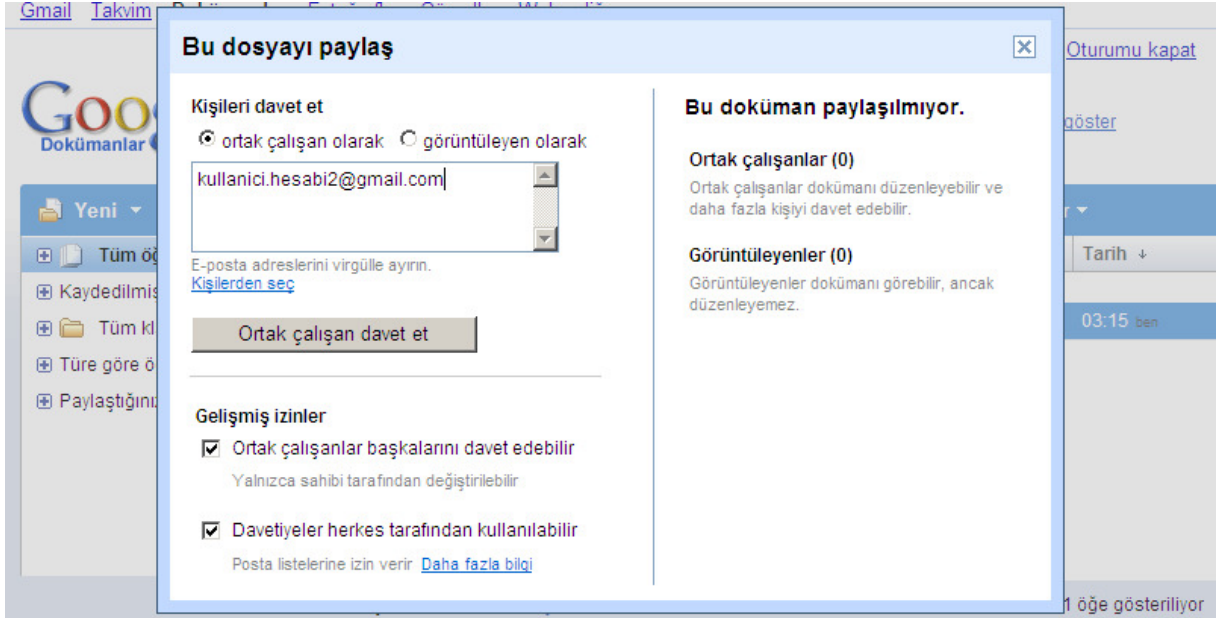 Gmail Takvim
Oturumu kapat
Dokümanlar
göster
Yeni
Tüm
Tarih
Kaydedilmiş
Tüm
03:15 ben
Türe göre
1 öğe gösteriliyor
Bu dosyayı paylaş
Kişileri davet et
ortak çalışan olarak görüntüleyen olarak
kullanici.hesabi2@gmail.com
E-posta adreslerini virgülle ayırın.
Kişilerden seç
Ortak çalışan davet et
Gelişmiş izinler
Ortak çalışanlar başkalarını davet edebilir
Yalnızca sahibi tarafından değiştirilebilir
Davetiyeler herkes tarafından kullanılabilir
Posta listelerine izin verir Daha fazla bilgi
Bu doküman paylaşılmıyor.
Ortak çalışanlar (0)
Ortak çalışanlar dokümanı düzenleyebilir ve
daha fazla kişiyi davet edebilir.
Görüntüleyenler (0)
Görüntüleyenler dokümanı görebilir, ancak
düzenleyemez.